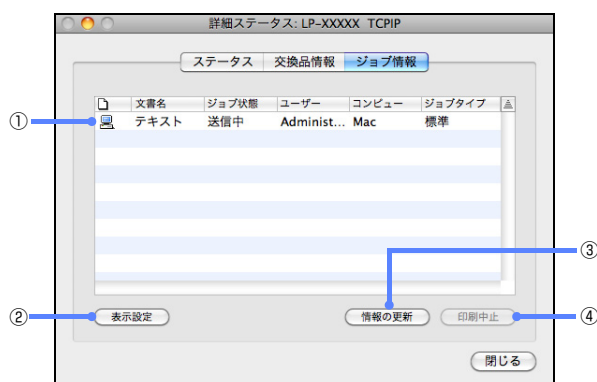 詳細ステータス: LP-XXXXX TCPIP
ステータス 交換品情報 ジョブ情報
文書名 ジョブ状態 ユーザー コンピュー ジョブタイプ
① テキスト 送信中 Administ... Mac 標準
③
② 表示設定 情報の更新 印刷中止 ④
閉じる